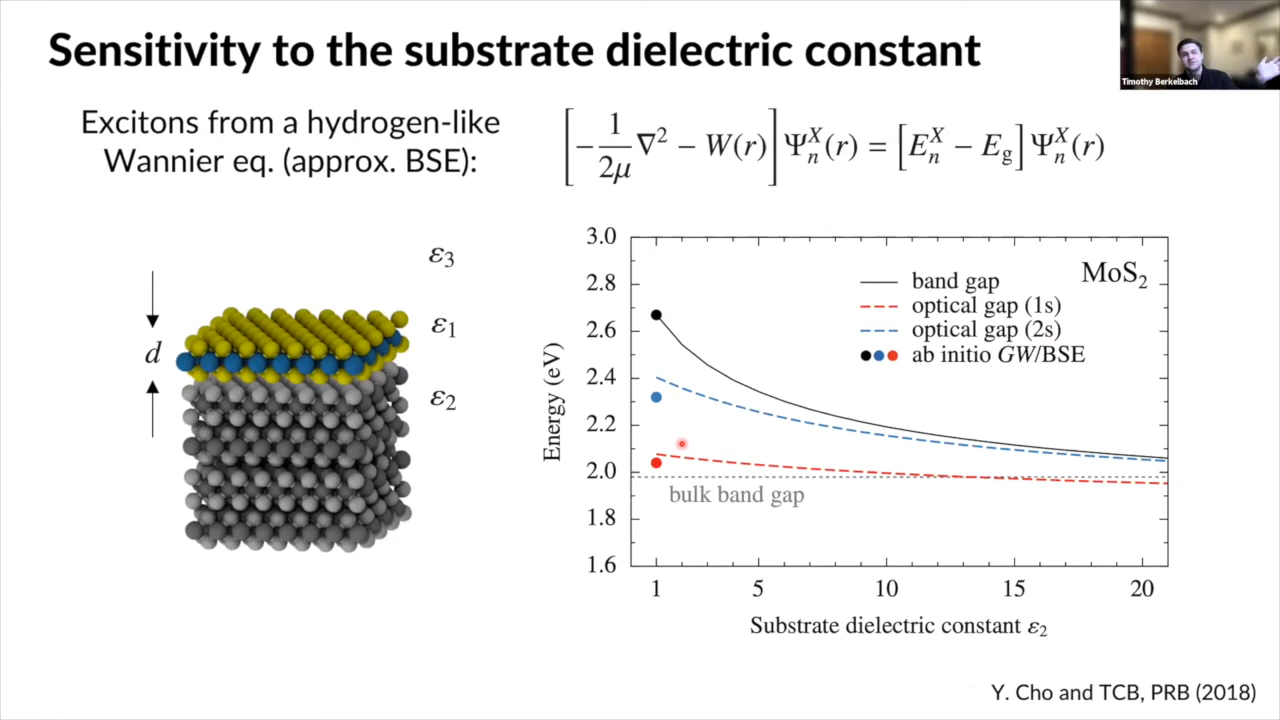 Sensitivity to the substrate dielectric constant
Timothy Berkelbach
Excitons from a hydrogen-like
Wannier eq. (approx. BSE):
[-\frac{1}{2μ}∇² − W(r)] Ψ_n^X(r) = [E_n^X − E_g] Ψ_n^X(r)
ε₃
ε₁
d
ε₂
3.0
2.8
2.6
2.4
2.2
2.0
1.8
1.6
Energy (eV)
MoS₂
band gap
optical gap (1s)
optical gap (2s)
ab initio GW/BSE
bulk band gap
1 5 10 15 20
Substrate dielectric constant ε₂
Y. Cho and TCB, PRB (2018)